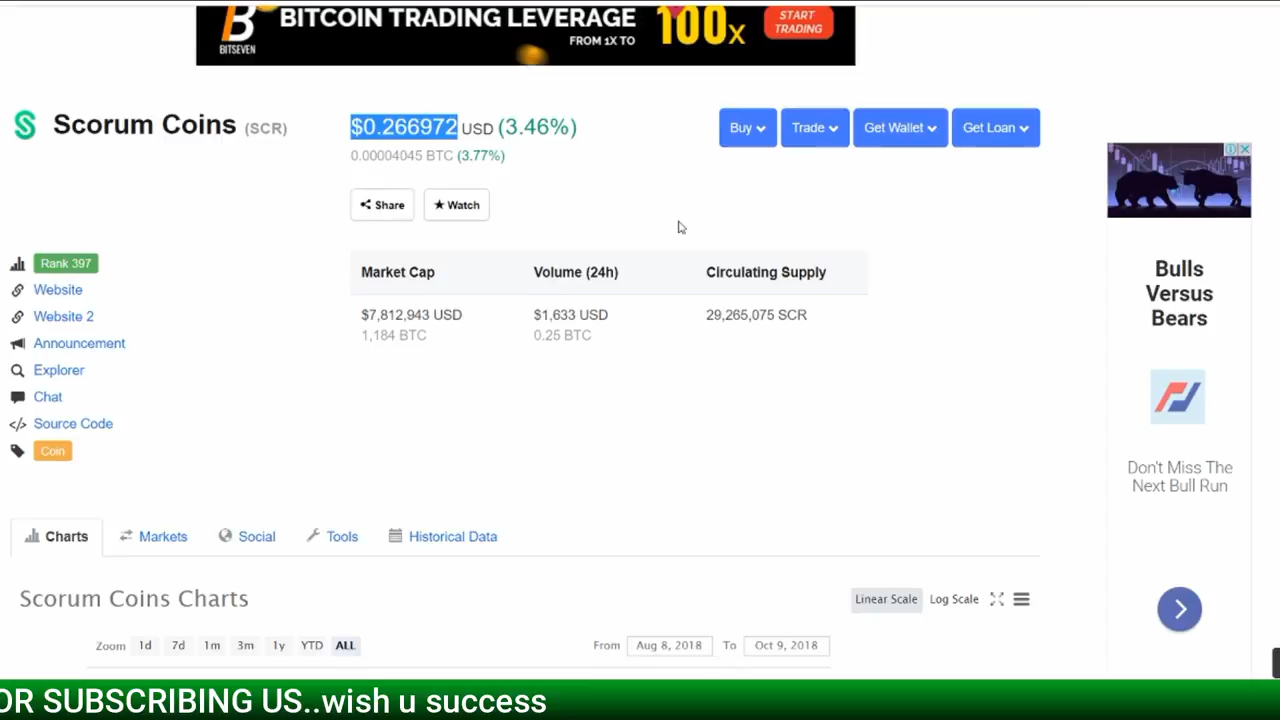 BITSEVEN
BITCOIN TRADING LEVERAGE
FROM 1X TO
100x
START
TRADING
Scorum Coins (SCR)
$0.266972 USD (3.46%)
0.00004045 BTC (3.77%)
Buy
Trade
Get Wallet
Get Loan
Share
Watch
Rank 397
Website
Website 2
Announcement
Explorer
Chat
Source Code
Coin
Market Cap
Volume (24h)
Circulating Supply
$7,812,943 USD
$1,633 USD
29,265,075 SCR
1,184 BTC
0.25 BTC
Bulls
Versus
Bears
Don't Miss The
Next Bull Run
Charts
Markets
Social
Tools
Historical Data
Scorum Coins Charts
Linear Scale
Log Scale
Zoom 1d 7d 1m 3m 1y YTD ALL
From Aug 8, 2018 To Oct 9, 2018
OR SUBSCRIBING US..wish u success